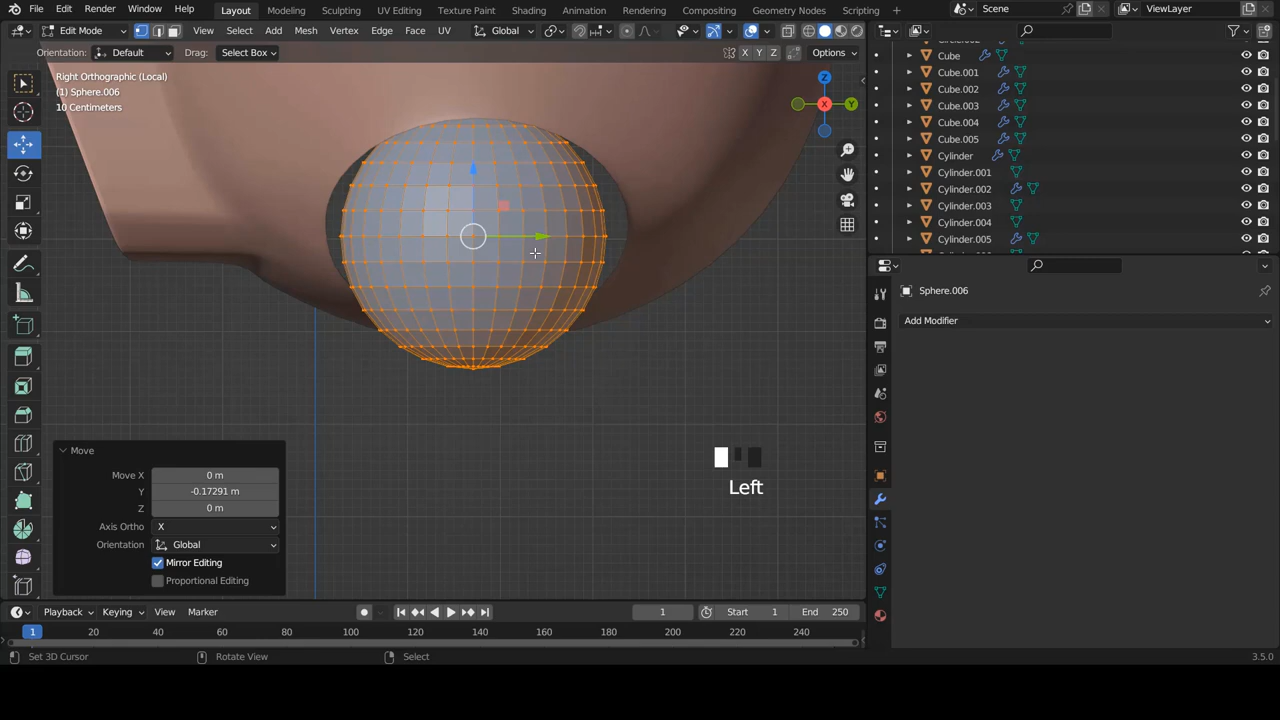 File Edit Render Window Help Layout Modeling Sculpting UV Editing Texture Paint Shading Animation Rendering Compositing Geometry Nodes Scripting + Scene ViewLayer
Edit Mode View Select Add Mesh Vertex Edge Face UV Global
Orientation: Default Drag: Select Box X Y Z Options
Right Orthographic (Local)
(1) Sphere.006
10 Centimeters
Z
X
Y
Cube
Cube.001
Cube.002
Cube.003
Cube.004
Cube.005
Cylinder
Cylinder.001
Cylinder.002
Cylinder.003
Cylinder.004
Cylinder.005
Sphere.006
Add Modifier
Move
Move X 0 m
Y -0.17291 m
Z 0 m
Axis Ortho X
Orientation Global
Mirror Editing
Proportional Editing
Left
Playback Keying View Marker 1 Start 1 End 250
1 20 40 60 80 100 120 140 160 180 200 220 240
Set 3D Cursor Rotate View Select 3.5.0